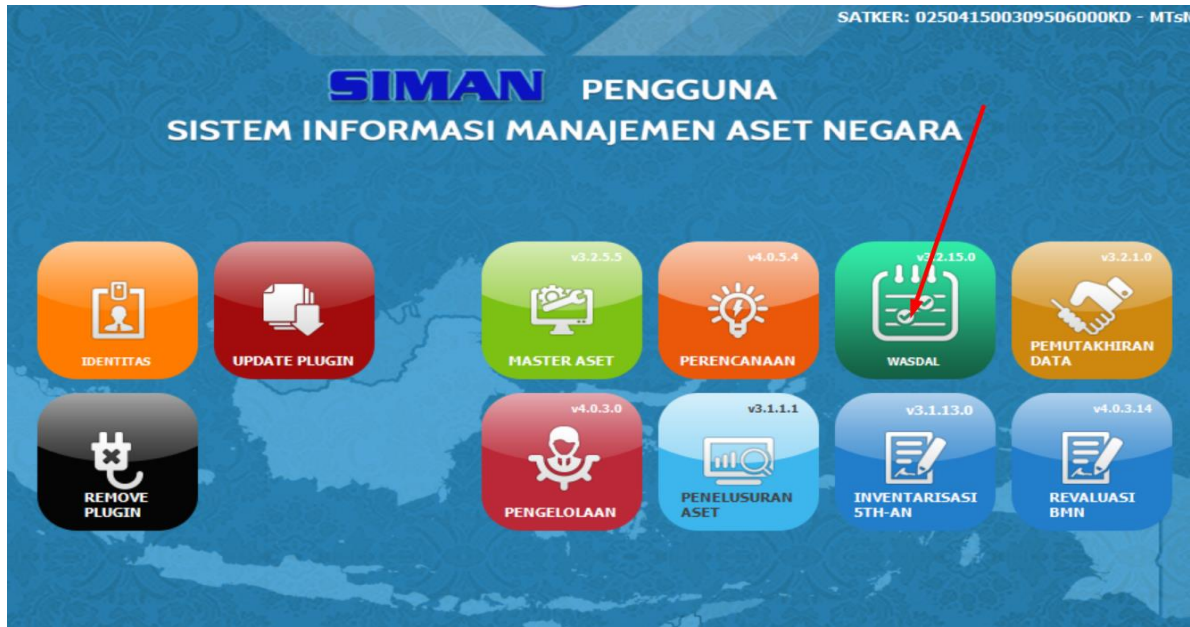 SATKER: 025041500309506000KD - MTsN
SIMAN PENGGUNA
SISTEM INFORMASI MANAJEMEN ASET NEGARA
IDENTITAS
UPDATE PLUGIN
v3.2.5.5
MASTER ASET
v4.0.5.4
PERENCANAAN
v3.2.15.0
WASDAL
v3.2.1.0
PEMUTAKHIRAN
DATA
REMOVE
PLUGIN
v4.0.3.0
PENGELOLAAN
v3.1.1.1
PENELUSURAN
ASET
v3.1.13.0
INVENTARISASI
5TH-AN
v4.0.3.14
REVALUASI
BMN